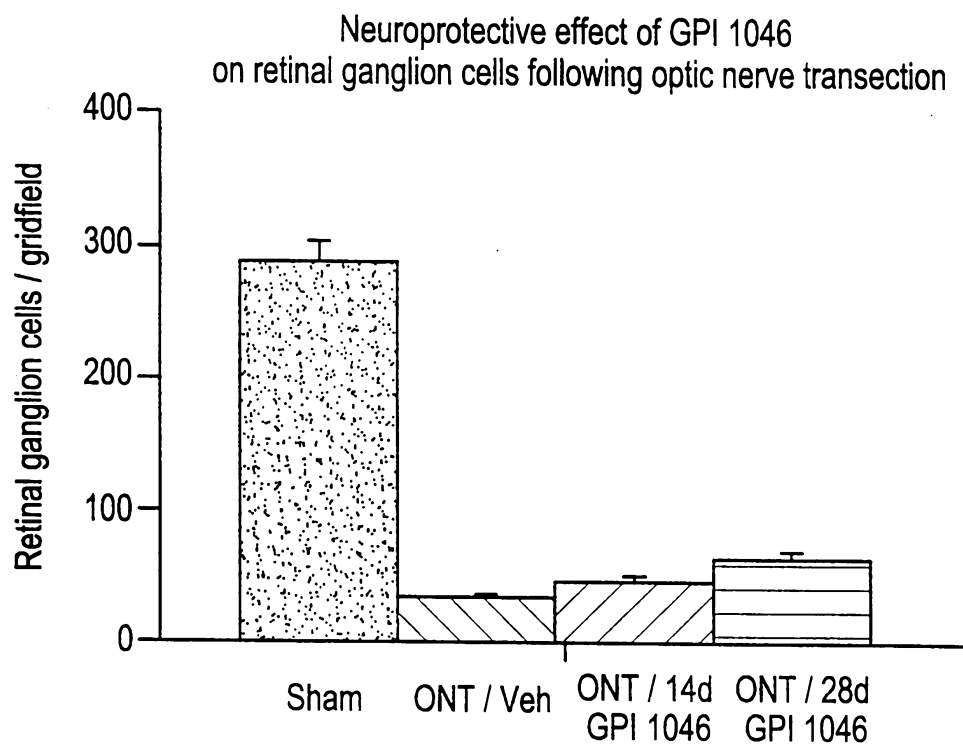 Neuroprotective effect of GPI 1046
on retinal ganglion cells following optic nerve transection
Retinal ganglion cells / gridfield
400
300
200
100
0
Sham
ONT / Veh
ONT / 14d
GPI 1046
ONT / 28d
GPI 1046